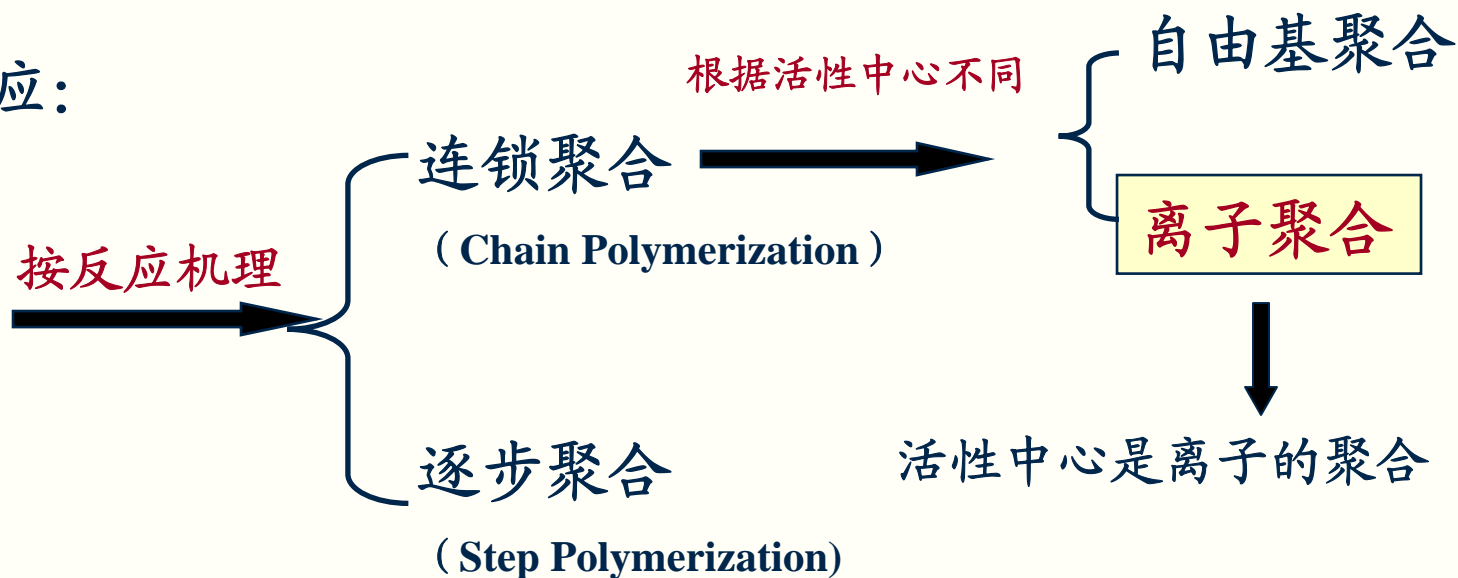 应：
按反应机理
连锁聚合
（Chain Polymerization）
逐步聚合
（Step Polymerization)
根据活性中心不同
自由基聚合
离子聚合
活性中心是离子的聚合